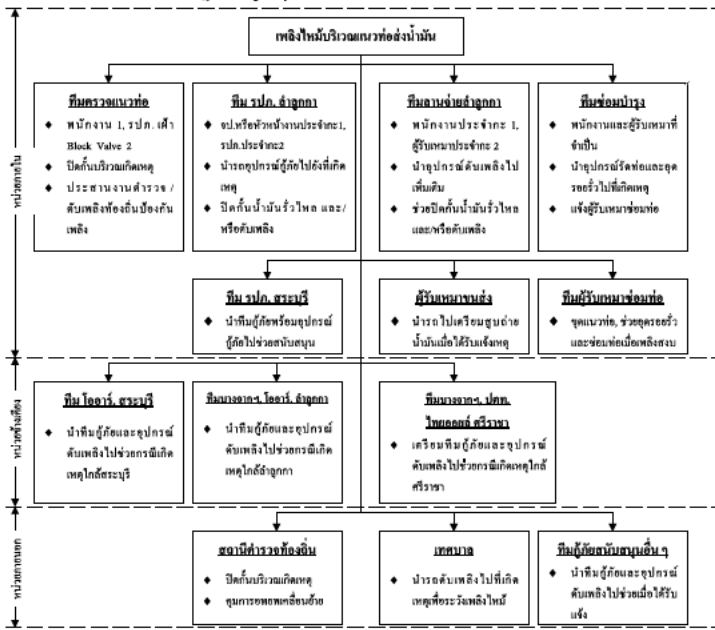 เพลิงไหม้บริเวณแนวท่อส่งน้ำมัน
หน่วยภายใน
ทีมตรวจแนวท่อ
◆ พนักงาน 1, รปภ. เฝ้า
Block Valve 2
◆ ปิดกั้นบริเวณเกิดเหตุ
◆ ประสานงานตำรวจ /
ดับเพลิงท้องถิ่นป้องกัน
เพลิง
ทีม รปภ. ลำลูกกา
◆ จป.หรือหัวหน้างานประจำกะ1,
รปภ.ประจำกะ2
◆ นำรถอุปกรณ์กู้ภัยไปยังที่เกิด
เหตุ
◆ ปิดกั้นน้ำมันรั่วไหล และ/
หรือดับเพลิง
ทีมลานจ่ายลำลูกกา
◆ พนักงานประจำกะ 1,
ผู้รับเหมาประจำกะ 2
◆ นำอุปกรณ์ดับเพลิงไป
เพิ่มเติม
◆ ช่วยปิดกั้นน้ำมันรั่วไหล
และ/หรือดับเพลิง
ทีมซ่อมบำรุง
◆ พนักงานและผู้รับเหมาที่
จำเป็น
◆ นำอุปกรณ์รัดท่อและอุด
รอยรั่วไปที่เกิดเหตุ
◆ แจ้งผู้รับเหมาซ่อมท่อ
ทีม รปภ. สระบุรี
◆ นำทีมกู้ภัยพร้อมอุปกรณ์
กู้ภัยไปช่วยสนับสนุน
ผู้รับเหมาขนส่ง
◆ นำรถไปเตรียมสูบถ่าย
น้ำมันเมื่อได้รับแจ้งเหตุ
ทีมผู้รับเหมาซ่อมท่อ
◆ ขุดแนวท่อ, ช่วยอุดรอยรั่ว
และซ่อมท่อเมื่อเพลิงสงบ
หน่วยข้างเคียง
ทีม โออาร์. สระบุรี
◆ นำทีมกู้ภัยและอุปกรณ์
ดับเพลิงไปช่วยกรณีเกิด
เหตุใกล้สระบุรี
ทีมบางจากฯ, โออาร์. ลำลูกกา
◆ นำทีมกู้ภัยและอุปกรณ์
ดับเพลิงไปช่วยกรณีเกิด
เหตุใกล้ลำลูกกา
ทีมบางจากฯ, ปตท.
ไทยออยล์ ศรีราชา
◆ เตรียมทีมกู้ภัยและอุปกรณ์
ดับเพลิงไปช่วยกรณีเกิดเหตุใกล้
ศรีราชา
หน่วยภายนอก
สถานีตำรวจท้องถิ่น
◆ ปิดกั้นบริเวณเกิดเหตุ
◆ คุมการอพยพเคลื่อนย้าย
เทศบาล
◆ นำรถดับเพลิงไปที่เกิด
เหตุเพื่อระวังเพลิงไหม้
ทีมกู้ภัยสนับสนุนอื่น ๆ
◆ นำทีมกู้ภัยและอุปกรณ์
ดับเพลิงไปช่วยเมื่อได้รับ
แจ้ง